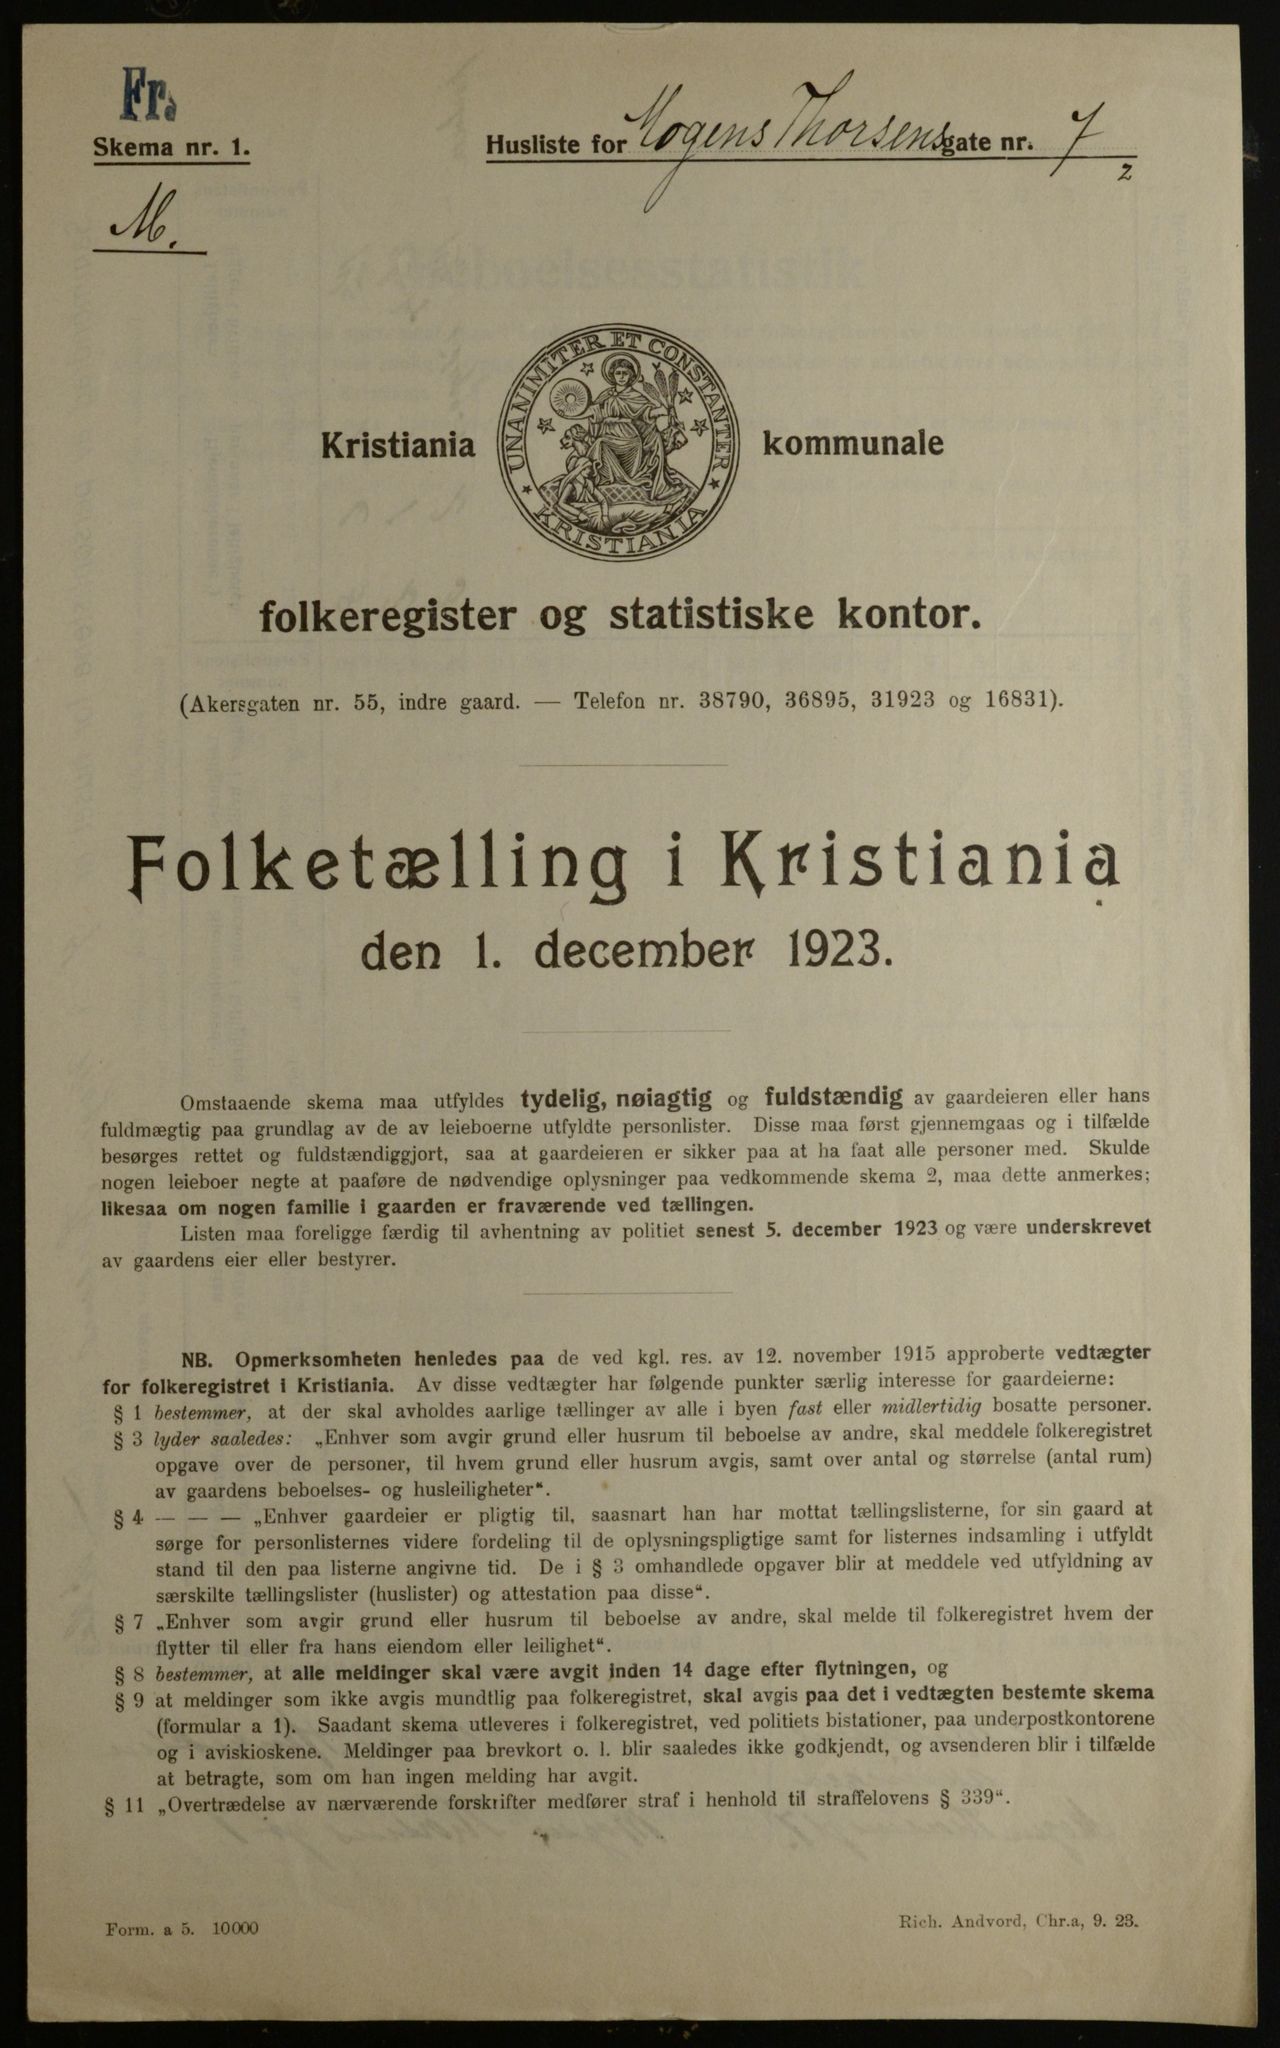 Fr.
Skema nr. 1.
Husliste for Mogens Thorsens gate nr. 7
2
M.
UNANIMITER ET CONSTANTER
KRISTIANIA
Kristiania kommunale
folkeregister og statistiske kontor.
(Akersgaten nr. 55, indre gaard. — Telefon nr. 38790, 36895, 31923 og 16831).
Folketælling i Kristiania
den 1. december 1923.
Omstaaende skema maa utfyldes tydelig, nøiagtig og fuldstændig av gaardeieren eller hans
fuldmægtig paa grundlag av de av leieboerne utfyldte personlister. Disse maa først gjennemgaas og i tilfælde
besørges rettet og fuldstændiggjort, saa at gaardeieren er sikker paa at ha faat alle personer med. Skulde
nogen leieboer negte at paaføre de nødvendige oplysninger paa vedkommende skema 2, maa dette anmerkes;
likesaa om nogen familie i gaarden er fraværende ved tællingen.
Listen maa foreligge færdig til avhentning av politiet senest 5. december 1923 og være underskrevet
av gaardens eier eller bestyrer.
NB. Opmerksomheten henledes paa de ved kgl. res. av 12. november 1915 approberte vedtægter
for folkeregistret i Kristiania. Av disse vedtægter har følgende punkter særlig interesse for gaardeierne:
§ 1 bestemmer, at der skal avholdes aarlige tællinger av alle i byen fast eller midlertidig bosatte personer.
§ 3 lyder saaledes: „Enhver som avgir grund eller husrum til beboelse av andre, skal meddele folkeregistret
opgave over de personer, til hvem grund eller husrum avgis, samt over antal og størrelse (antal rum)
av gaardens beboelses- og husleiligheter“.
§ 4 — — — „Enhver gaardeier er pligtig til, saasnart han har mottat tællingslisterne, for sin gaard at
sørge for personlisternes videre fordeling til de oplysningspligtige samt for listernes indsamling i utfyldt
stand til den paa listerne angivne tid. De i § 3 omhandlede opgaver blir at meddele ved utfyldning av
særskilte tællingslister (huslister) og attestation paa disse“.
§ 7 „Enhver som avgir grund eller husrum til beboelse av andre, skal melde til folkeregistret hvem der
flytter til eller fra hans eiendom eller leilighet“.
§ 8 bestemmer, at alle meldinger skal være avgit inden 14 dage efter flytningen, og
§ 9 at meldinger som ikke avgis mundtlig paa folkeregistret, skal avgis paa det i vedtægten bestemte skema
(formular a 1). Saadant skema utleveres i folkeregistret, ved politiets bistationer, paa underpostkontorene
og i aviskioskene. Meldinger paa brevkort o. l. blir saaledes ikke godkjendt, og avsenderen blir i tilfælde
at betragte, som om han ingen melding har avgit.
§ 11 „Overtrædelse av nærværende forskrifter medfører straf i henhold til straffelovens § 339“.
Form. a 5. 10000
Rich. Andvord, Chr.a, 9. 23.